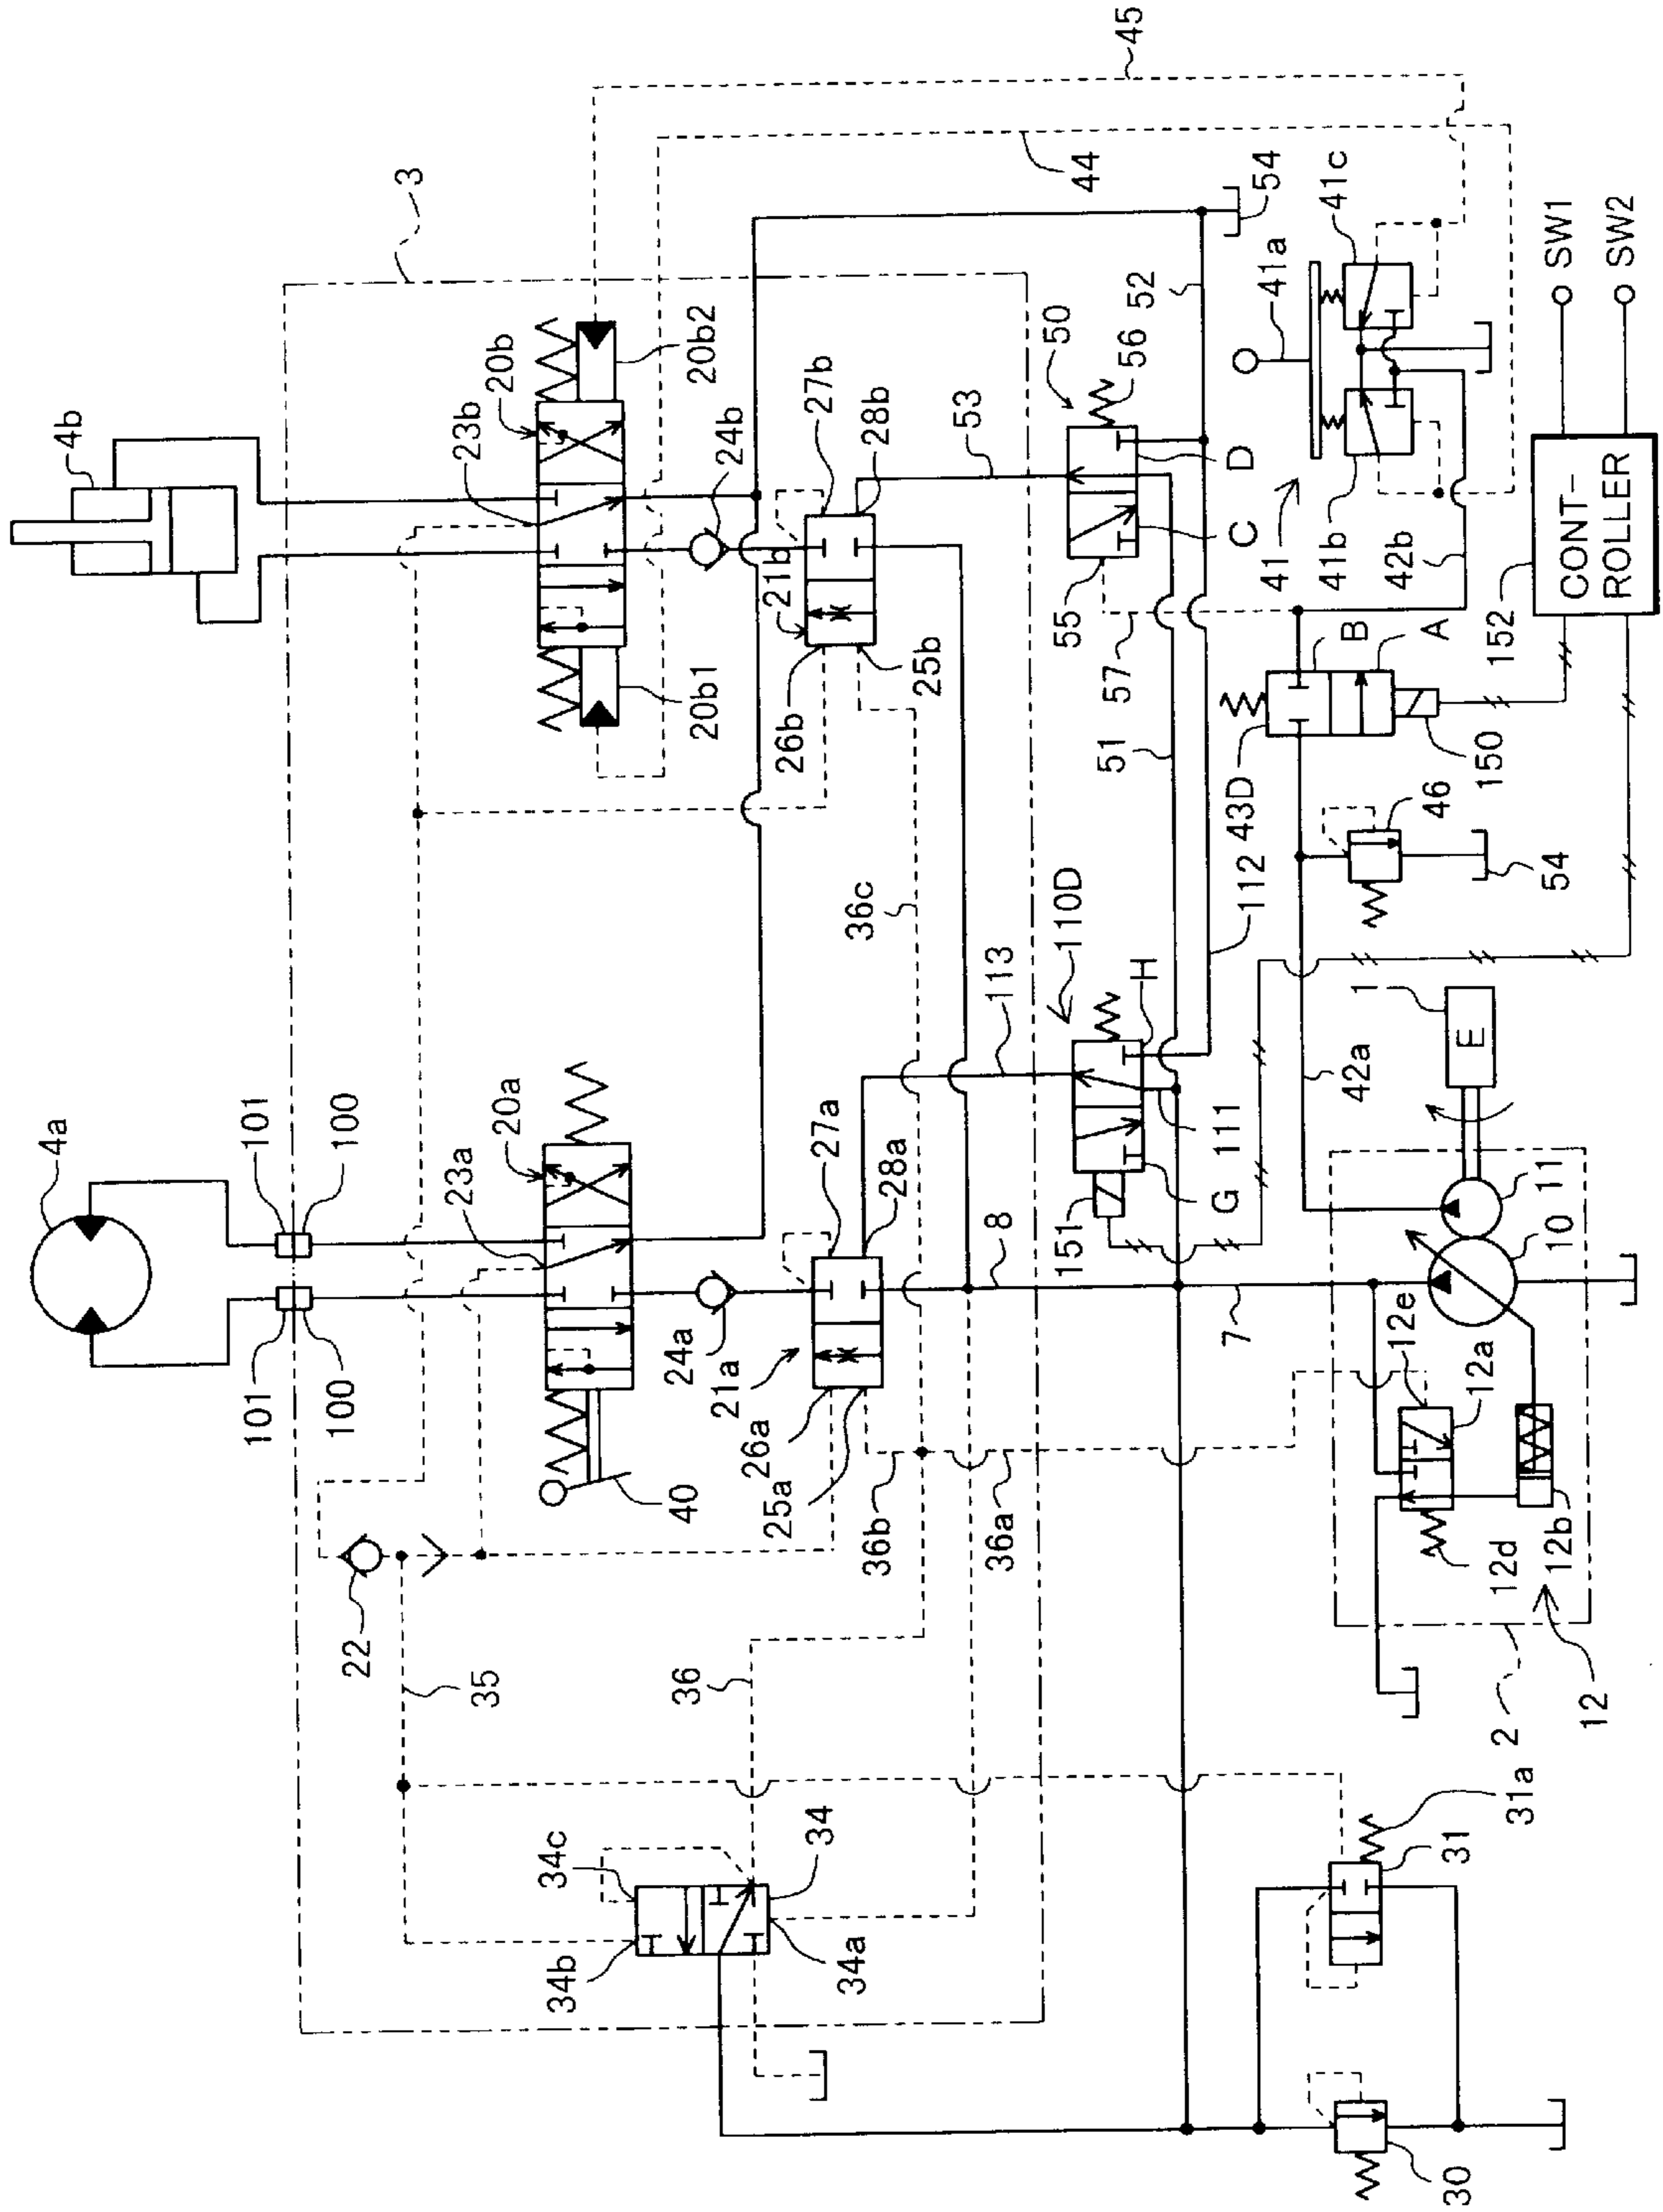 45
3
44
54
4b
20b
20b2
23b
24b
27b
28b
53
50
56
52
41a
41c
SW1
SW2
D
C
41
41b
42b
CONT-
ROLLER
152
21b
55
57
B
A
20b1
26b
25b
51
43D
150
46
54
36c
110D
112
113
H
1
E
42a
4a
101
100
23a
20a
27a
28a
111
G
151
8
11
10
101
100
24a
21a
26a
25a
7
12e
12a
40
36b
36a
12d
12b
22
35
36
2
12
34c
34
34b
34a
31a
31
30